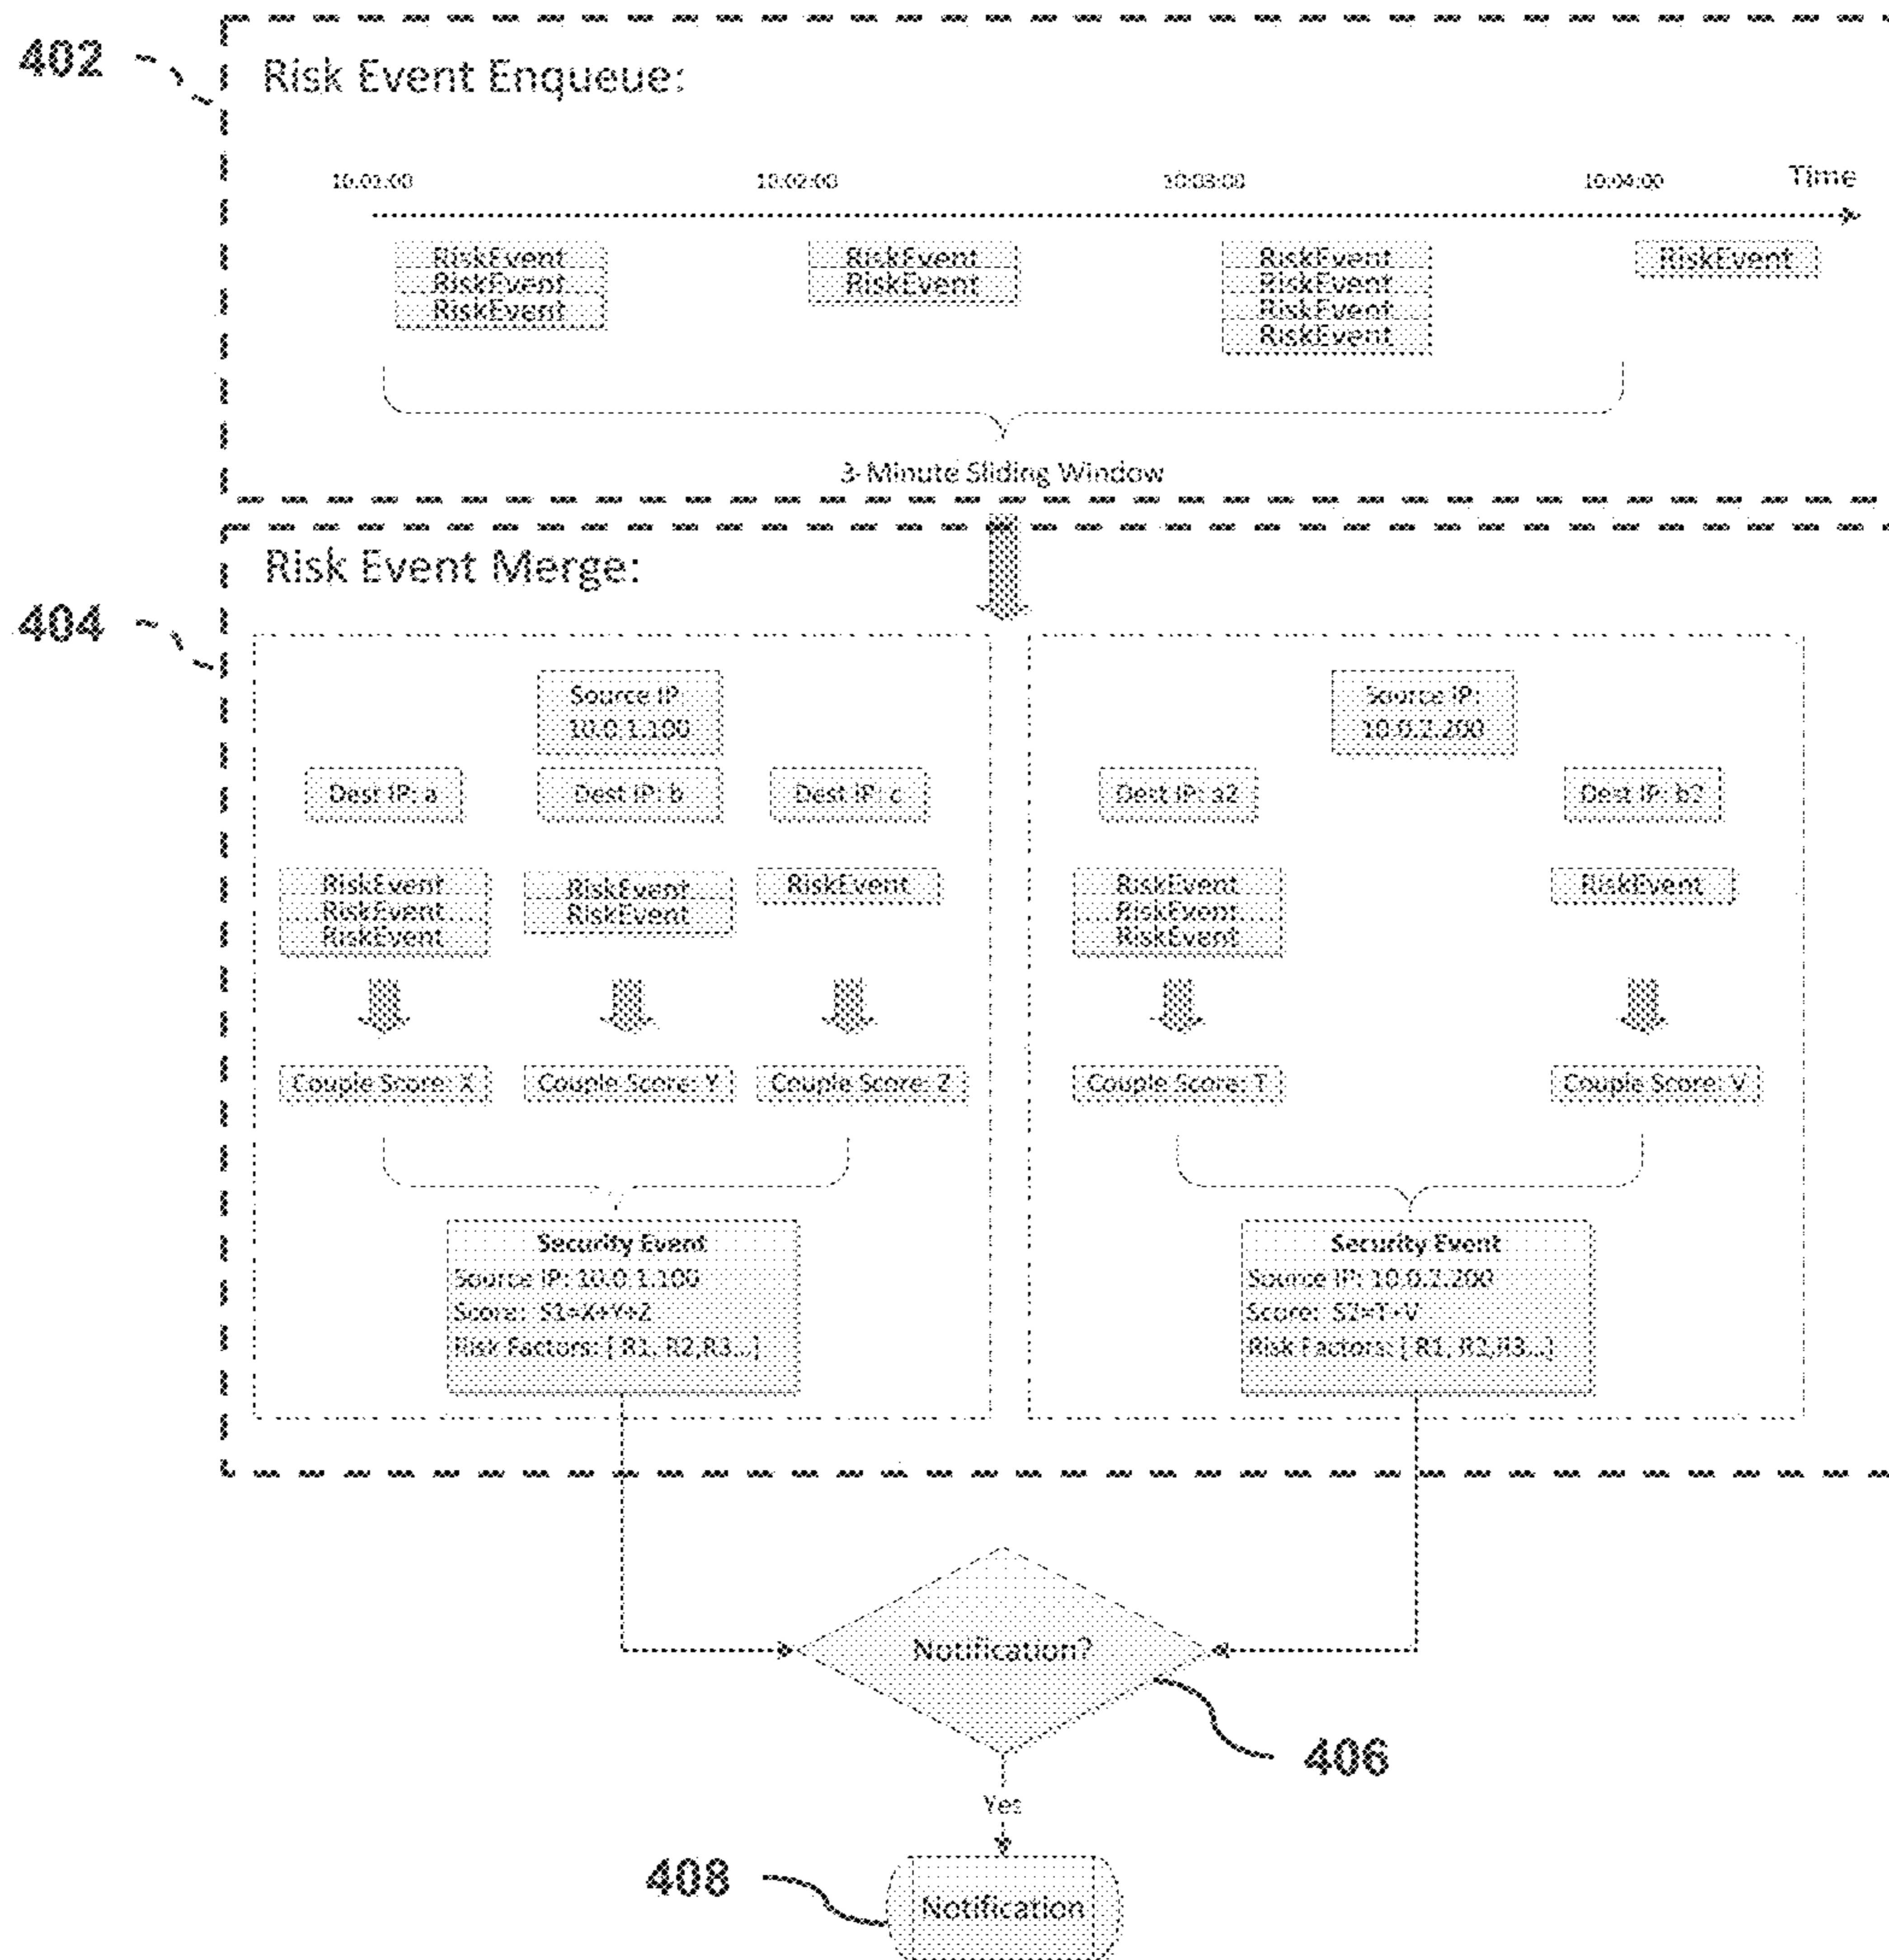 402
Risk Event Enqueue:
10:01:00 10:02:00 10:03:00 10:04:00 Time
RiskEvent RiskEvent RiskEvent RiskEvent
RiskEvent RiskEvent RiskEvent
RiskEvent RiskEvent
RiskEvent
3-Minute Sliding Window
Risk Event Merge:
404
Source IP Source IP:
10.0.1.100 10.0.2.200
Dest IP: a Dest IP: b Dest IP: c Dest IP: a2 Dest IP: b2
RiskEvent RiskEvent RiskEvent RiskEvent RiskEvent
RiskEvent RiskEvent RiskEvent
RiskEvent RiskEvent
Couple Score: X Couple Score: Y Couple Score: Z Couple Score: T Couple Score: V
Security Event
Source IP: 10.0.1.100
Score: S1=X+Y+Z
Risk Factors: [ R1, R2,R3...]
Security Event
Source IP: 10.0.2.200
Score: S2=T+V
Risk Factors: [ R1, R2,R3...]
Notification?
406
Yes
408
Notification